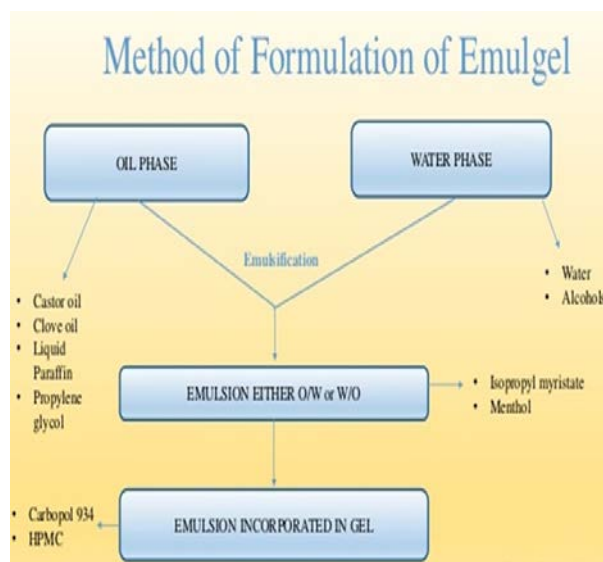 Method of Formulation of Emulgel
OIL PHASE
WATER PHASE
Emulsification
• Castor oil
• Clove oil
• Liquid
Paraffin
• Propylene
glycol
• Water
• Alcohols
EMULSION EITHER O/W or W/O
• Isopropyl myristate
• Menthol
• Carbopol 934
• HPMC
EMULSION INCORPORATED IN GEL